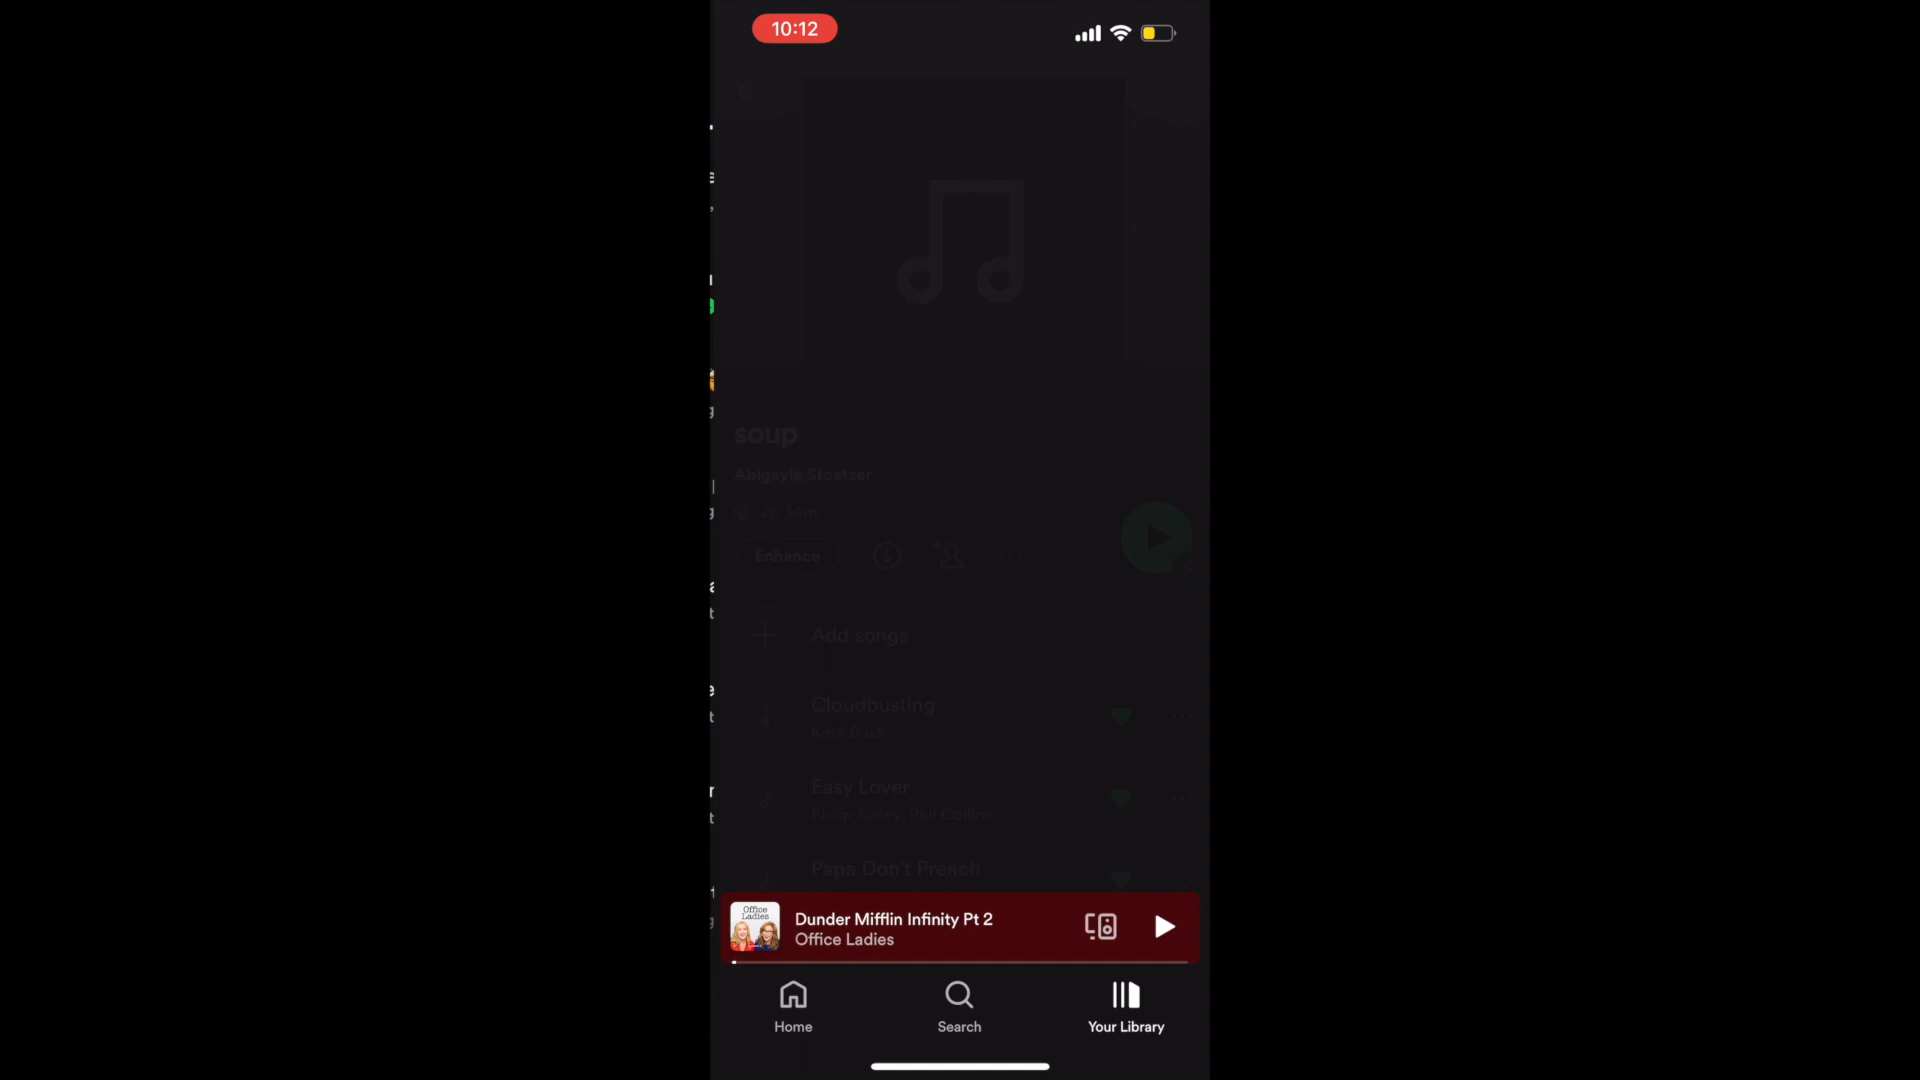 10:12
soup
Abigayle Stoetzer
2h 34m
Enhance
Add songs
Cloudbusting
Kate Bush
Easy Lover
Philip Bailey, Phil Collins
Papa Don't Preach
Office
Ladies
Dunder Mifflin Infinity Pt 2
Office Ladies
Home
Search
Your Library